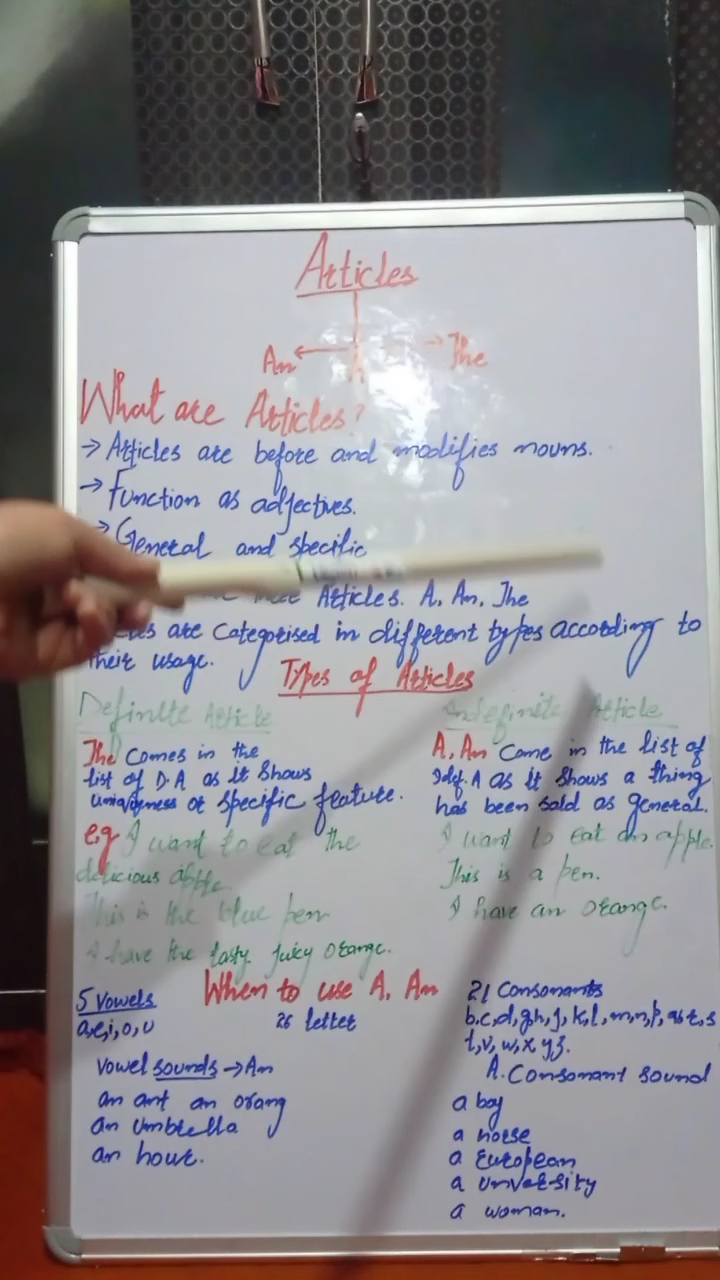 Articles
An A The
What are Articles?
→ Articles are before and modifies nouns.
→ Function as adjectives.
→ General and specific
Articles. A, An, The
are Categorised in different types according to
their usage.
Types of Articles
Definite Article
The comes in the
list of D.A as It shows
or specific feature.
e.g I want to eat the
delicious apple
This is the blue pen
I have the tasty juicy orange.
Indefinite Article
A, An Come in the list of
Idf.A as It shows a thing
has been said as general.
I want to eat an apple.
This is a pen.
I have an orange.
When to use A, An
26 letter
5 Vowels
a,e,i,o,u
Vowel sounds → An
an ant an orang
an Umbrella
an hour.
21 Consonants
b,c,d,g,h,j,k,l,m,n,p,
t,v,w,x y z.
A. Consonant sound
a boy
a horse
a European
a
a woman.